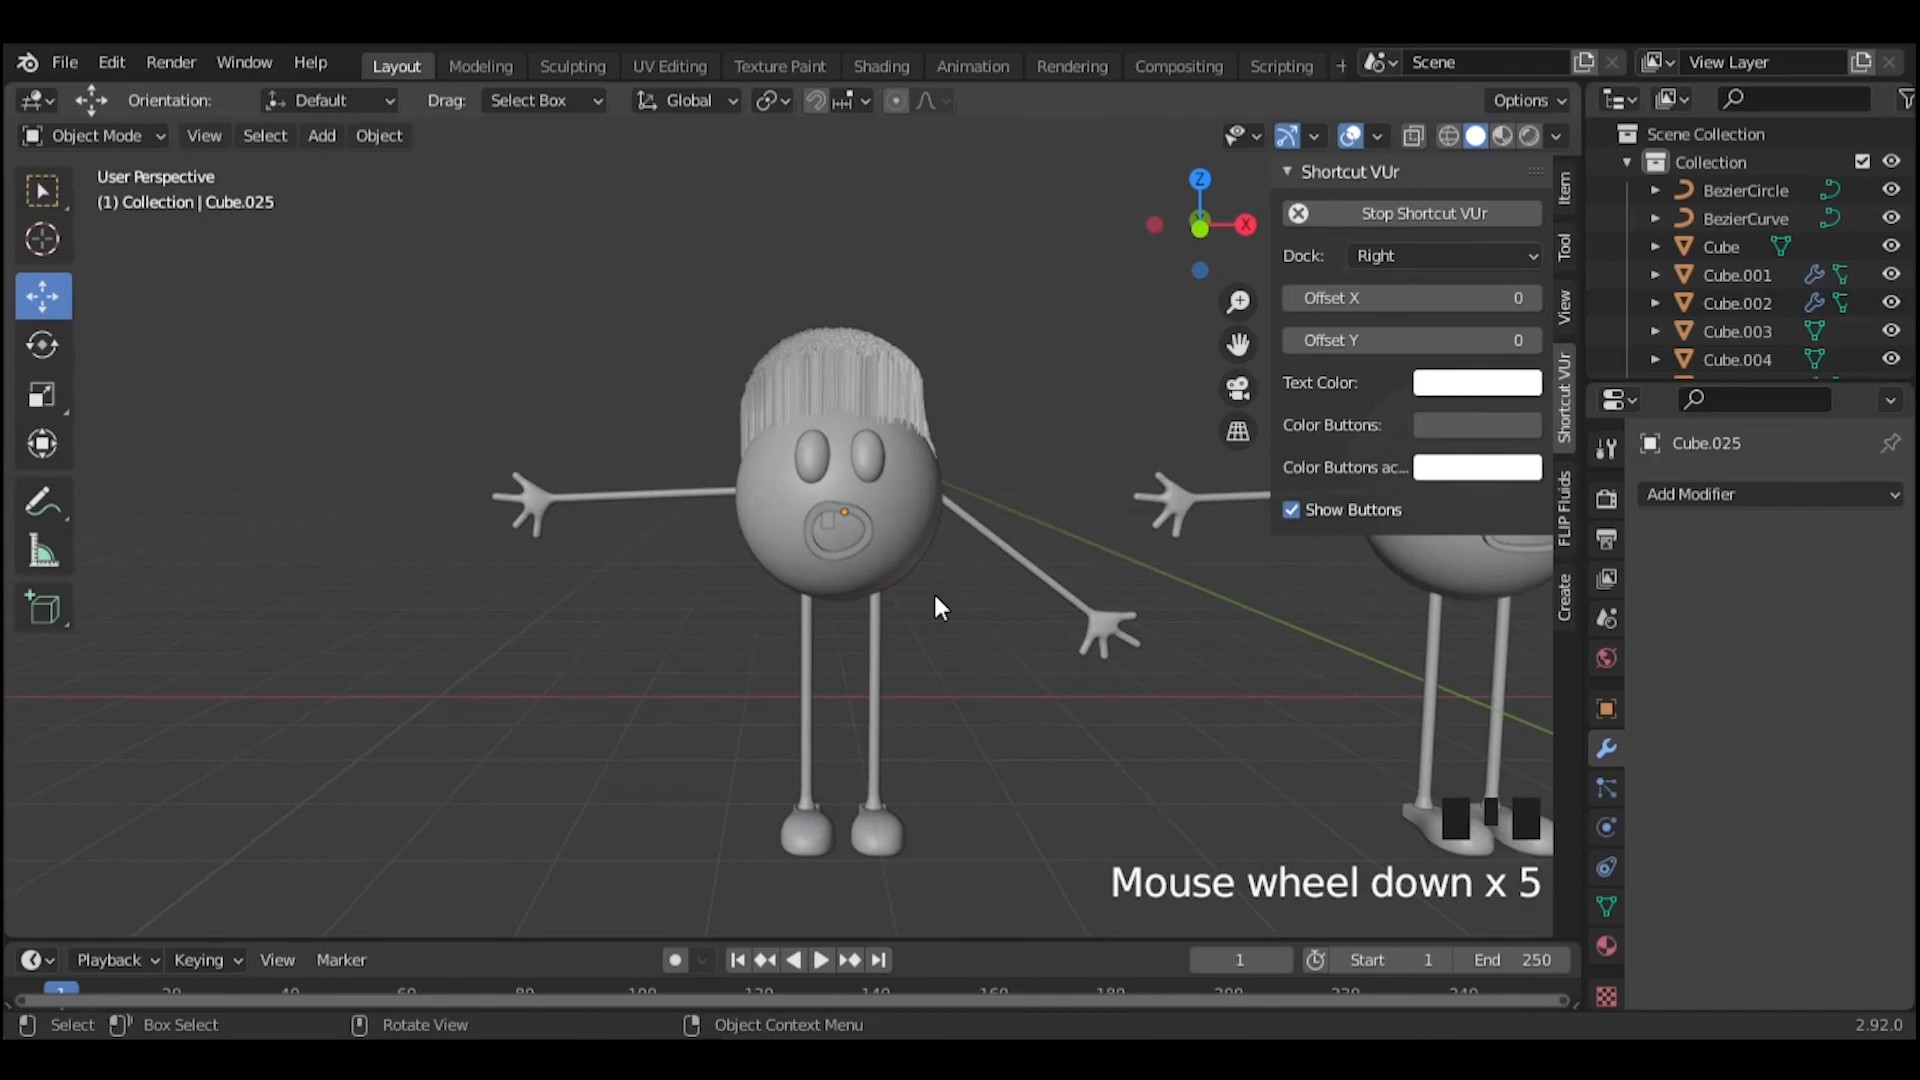 File Edit Render Window Help Layout Modeling Sculpting UV Editing Texture Paint Shading Animation Rendering Compositing Scripting + Scene View Layer
Orientation: Default Drag: Select Box Global Options
Object Mode View Select Add Object
User Perspective
(1) Collection | Cube.025
Z
X
Shortcut VUr
Stop Shortcut VUr
Dock: Right
Offset X 0
Offset Y 0
Text Color:
Color Buttons:
Color Buttons ac...
Show Buttons
Item
Tool
View
Shortcut VUr
FLIP Fluids
Create
Scene Collection
Collection
BezierCircle
BezierCurve
Cube
Cube.001
Cube.002
Cube.003
Cube.004
Cube.025
Add Modifier
Mouse wheel down x 5
Playback Keying View Marker 1 Start 1 End 250
1 20 40 60 80 100 120 140 160 180 200 220 240
Select Box Select Rotate View Object Context Menu 2.92.0